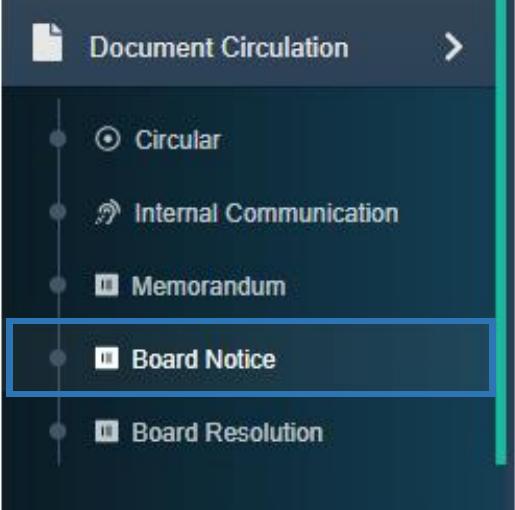 Document Circulation
Circular
Internal Communication
Memorandum
Board Notice
Board Resolution